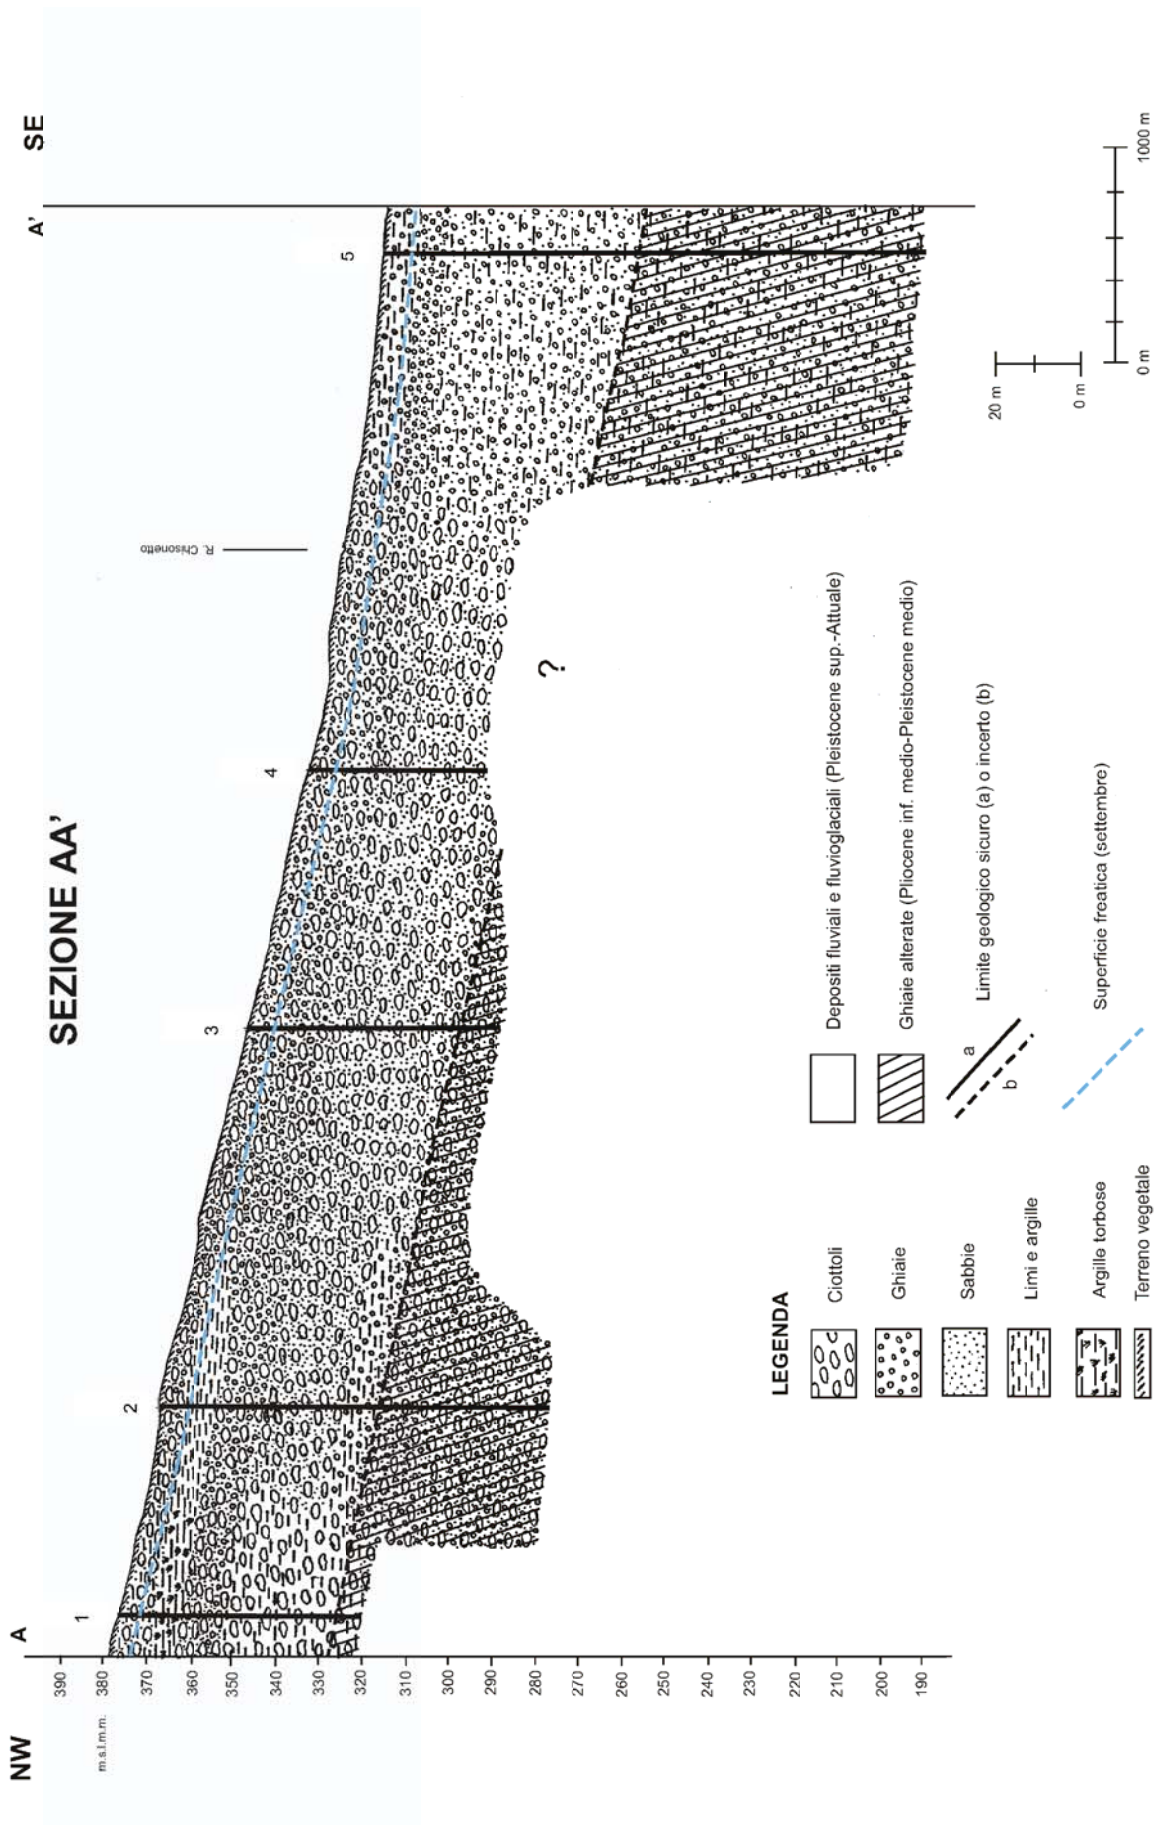 SEZIONE AA'
NW
A
A'
SE
m.s.l.m.m.
390
380
370
360
350
340
330
320
310
300
290
280
270
260
250
240
230
220
210
200
190
1
2
3
4
5
R. Chisonetto
?
20 m
0 m
0 m
1000 m
LEGENDA
Ciottoli
Ghiaie
Sabbie
Limi e argille
Argille torbose
Terreno vegetale
Depositi fluviali e fluvioglaciali (Pleistocene sup.-Attuale)
Ghiaie alterate (Pliocene inf. medio-Pleistocene medio)
a
b
Limite geologico sicuro (a) o incerto (b)
Superficie freatica (settembre)